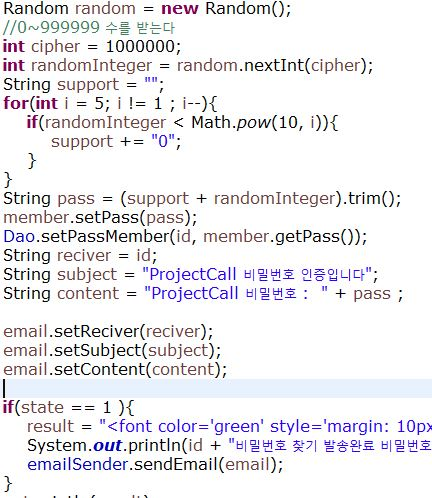 Random random = new Random();
//0~999999 수를 받는다
int cipher = 1000000;
int randomInteger = random.nextInt(cipher);
String support = "";
for(int i = 5; i != 1 ; i--){
if(randomInteger < Math.pow(10, i)){
support += "0";
}
}
String pass = (support + randomInteger).trim();
member.setPass(pass);
Dao.setPassMember(id, member.getPass());
String reciver = id;
String subject = "ProjectCall 비밀번호 인증입니다";
String content = "ProjectCall 비밀번호 :  " + pass ;
email.setReciver(reciver);
email.setSubject(subject);
email.setContent(content);
if(state == 1 ){
result = "<font color='green' style='margin: 10px
System.out.println(id + "비밀번호 찾기 발송완료 비밀번호
emailSender.sendEmail(email);
}